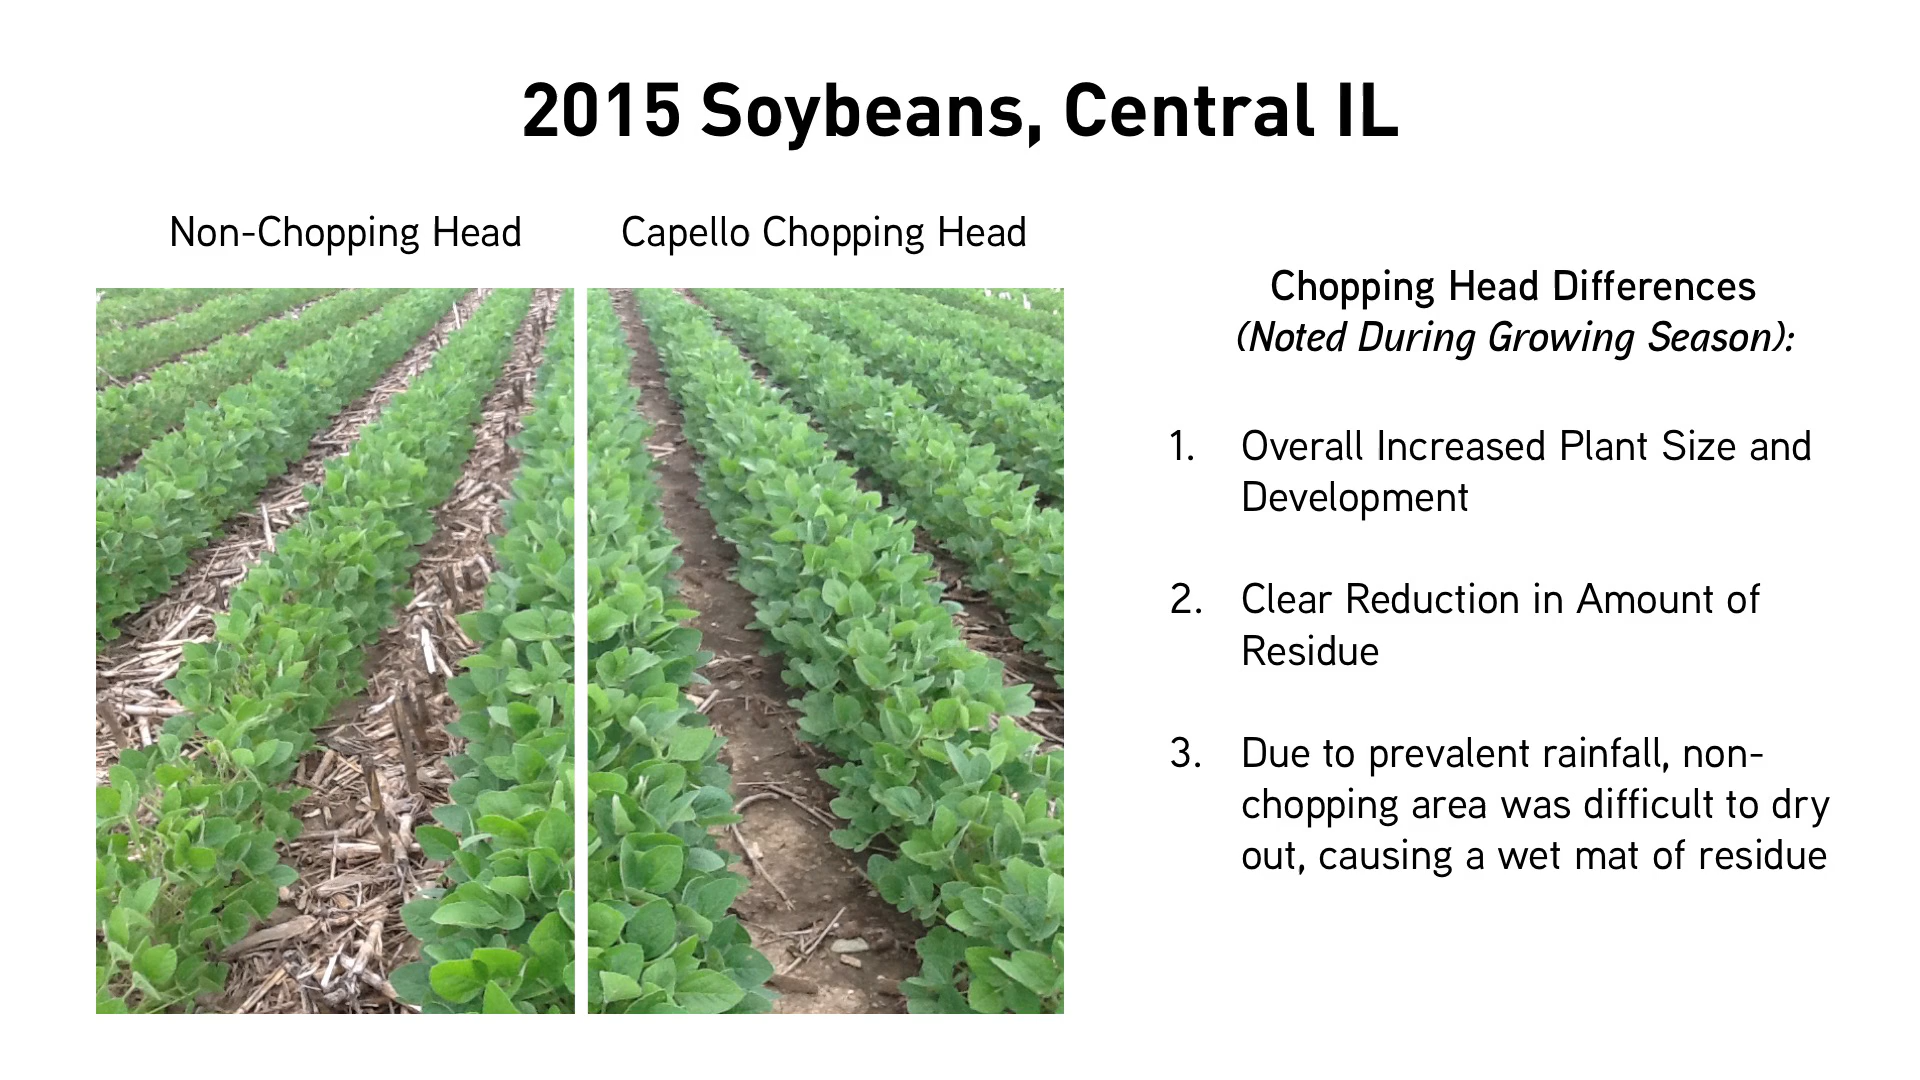 2015 Soybeans, Central IL
Non-Chopping Head
Capello Chopping Head
Chopping Head Differences
(Noted During Growing Season):
1. Overall Increased Plant Size and
Development
2. Clear Reduction in Amount of
Residue
3. Due to prevalent rainfall, non-
chopping area was difficult to dry
out, causing a wet mat of residue